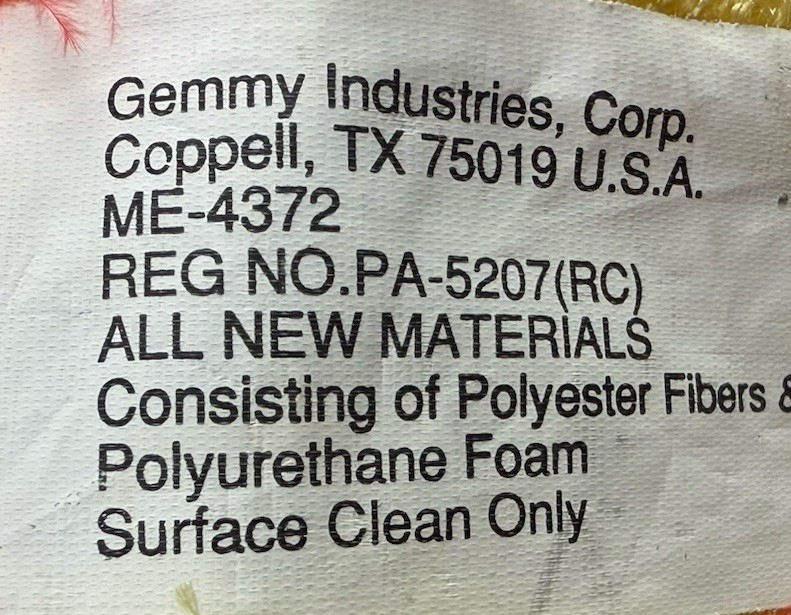 Gemmy Industries, Corp.
Coppell, TX 75019 U.S.A.
ME-4372
REG NO.PA-5207(RC)
ALL NEW MATERIALS
Consisting of Polyester Fibers &
Polyurethane Foam
Surface Clean Only